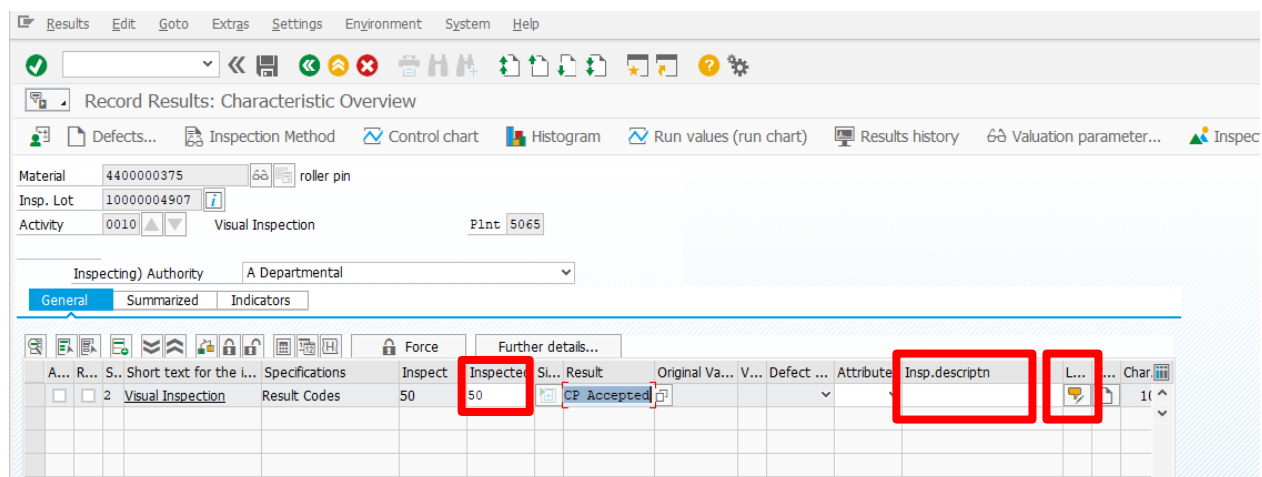 Results Edit Goto Extras Settings Environment System Help
Record Results: Characteristic Overview
Defects... Inspection Method Control chart Histogram Run values (run chart) Results history Valuation parameter... Inspec
Material 4400000375 roller pin
Insp. Lot 10000004907
Activity 0010 Visual Inspection Plnt 5065
Inspecting) Authority A Departmental
General Summarized Indicators
Force Further details...
A... R... S.. Short text for the i... Specifications Inspect Inspected Si... Result Original Va... V... Defect ... Attribute Insp.descriptn L... Char.
2 Visual Inspection Result Codes 50 50 CP Accepted